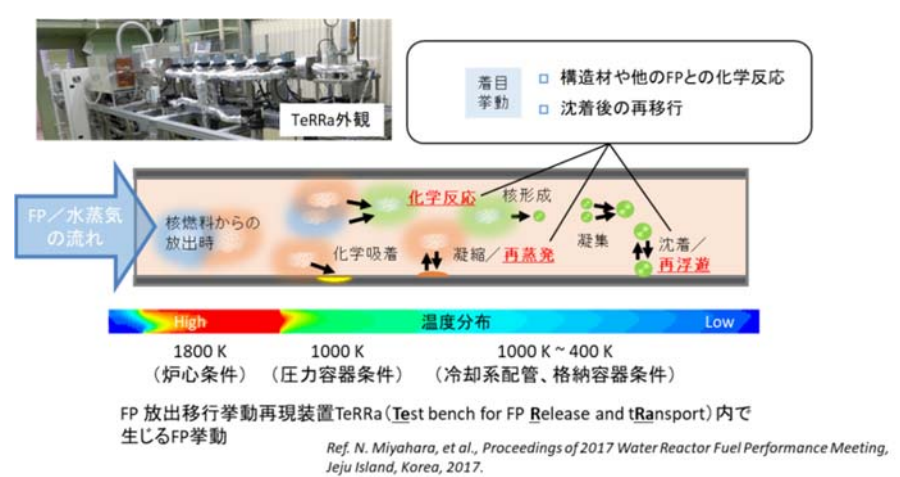 TeRRa外観
着目
挙動
構造材や他のFPとの化学反応
沈着後の再移行
FP／水蒸気
の流れ
核燃料からの
放出時
化学反応
核形成
化学吸着
凝縮／再蒸発
凝集
沈着／
再浮遊
High
温度分布
Low
1800 K
（炉心条件）
1000 K
（圧力容器条件）
1000 K ~ 400 K
（冷却系配管、格納容器条件）
FP 放出移行挙動再現装置TeRRa（Test bench for FP Release and tRansport）内で
生じるFP挙動
Ref. N. Miyahara, et al., Proceedings of 2017 Water Reactor Fuel Performance Meeting,
Jeju Island, Korea, 2017.